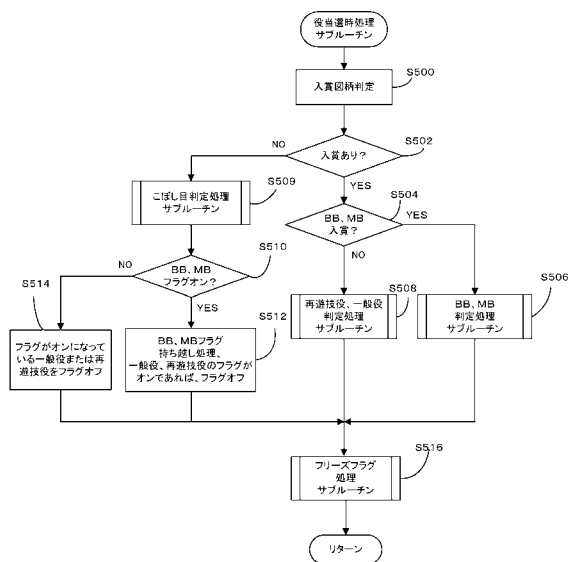 役当選時処理
サブルーチン
S500
入賞図柄判定
S502
NO
入賞あり?
YES
S509
こぼし目判定処理
サブルーチン
S504
BB、MB
入賞?
YES
NO
S510
BB、MB
フラグオン?
NO
YES
S514
フラグがオンになって
いる一般役または再
遊技役をフラグオフ
S512
BB、MBフラグ
持ち越し処理、
一般役、再遊技役のフラグが
オンであれば、フラグオフ
S508
再遊技役、一般役
判定処理
サブルーチン
S506
BB、MB
判定処理
サブルーチン
S516
フリーズフラグ
処理
サブルーチン
リターン